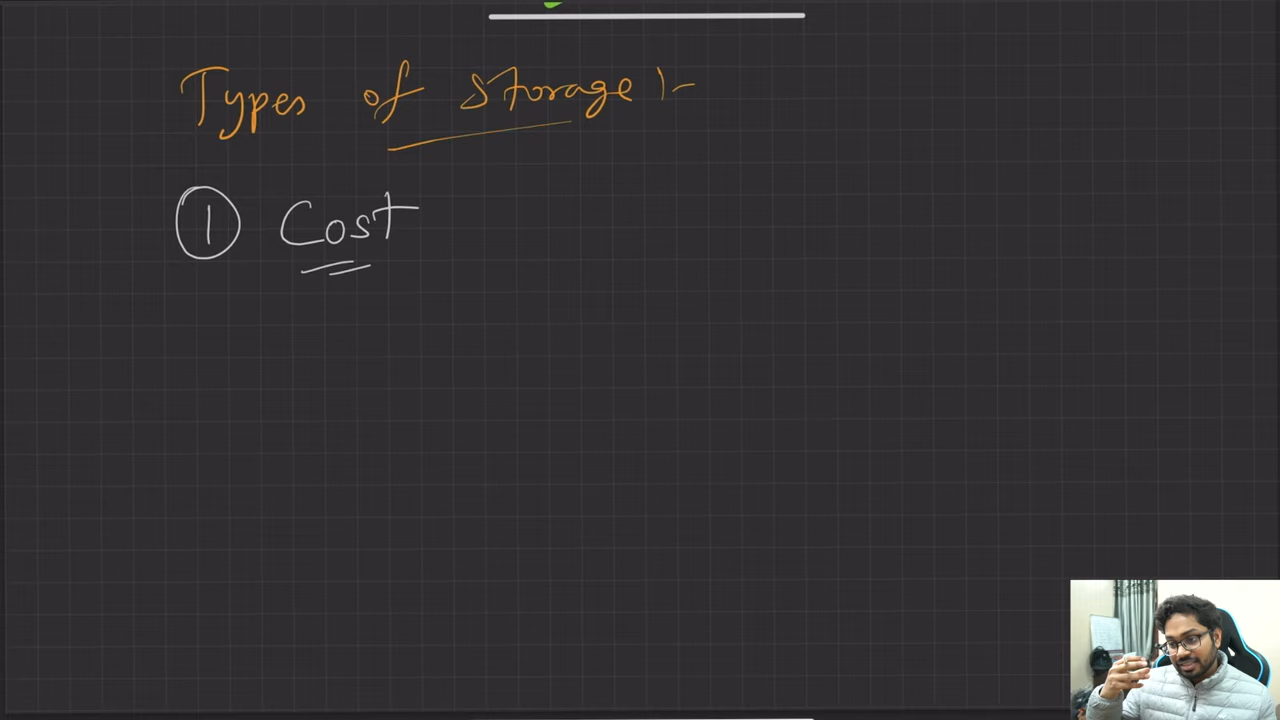 Types of storage :-
① Cost